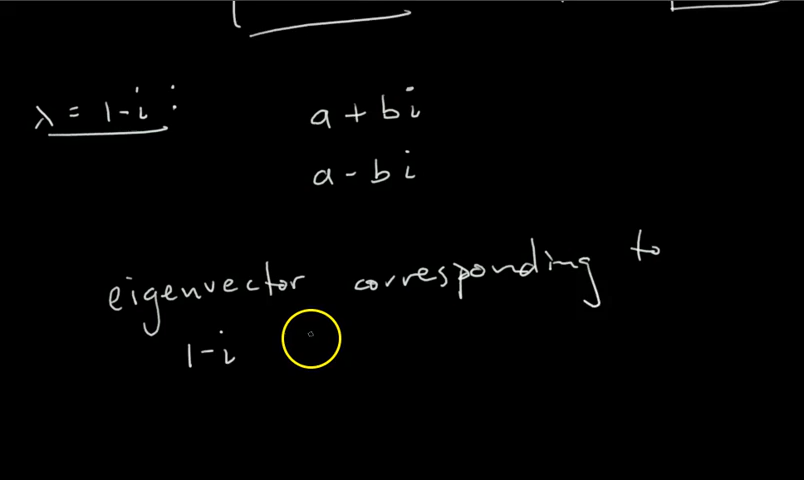 λ = 1-i :
a + bi
a - bi
eigenvector corresponding to
1-i